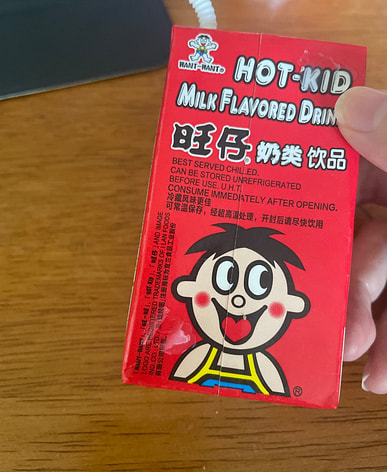 WANT-WANT®
HOT-KID
MILK FLAVORED DRIN
旺仔® 奶类 饮品
BEST SERVED CHILLED.
CAN BE STORED UNREFRIGERATED
BEFORE USE. U.H.T.
CONSUME IMMEDIATELY AFTER OPENING.
冷藏风味更佳
可常温保存，经超高温处理，开封后请尽快饮用
®